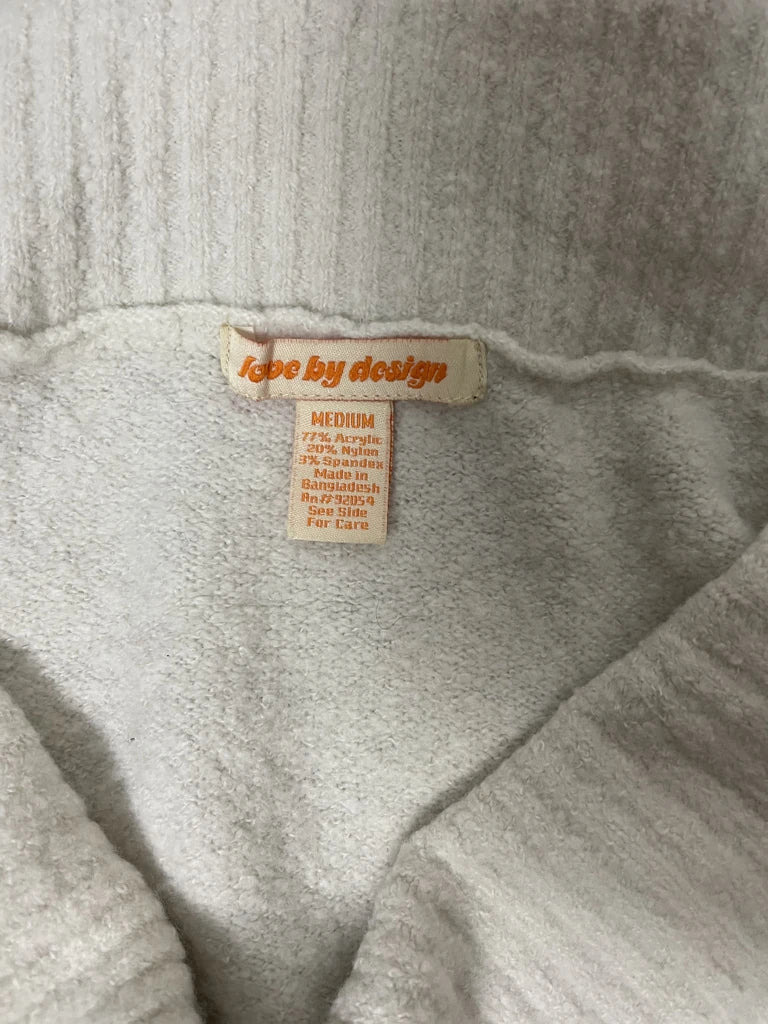 love by design
MEDIUM
77% Acrylic
20% Nylon
3% Spandex
Made in
Bangladesh
Rn#92054
See Side
For Care